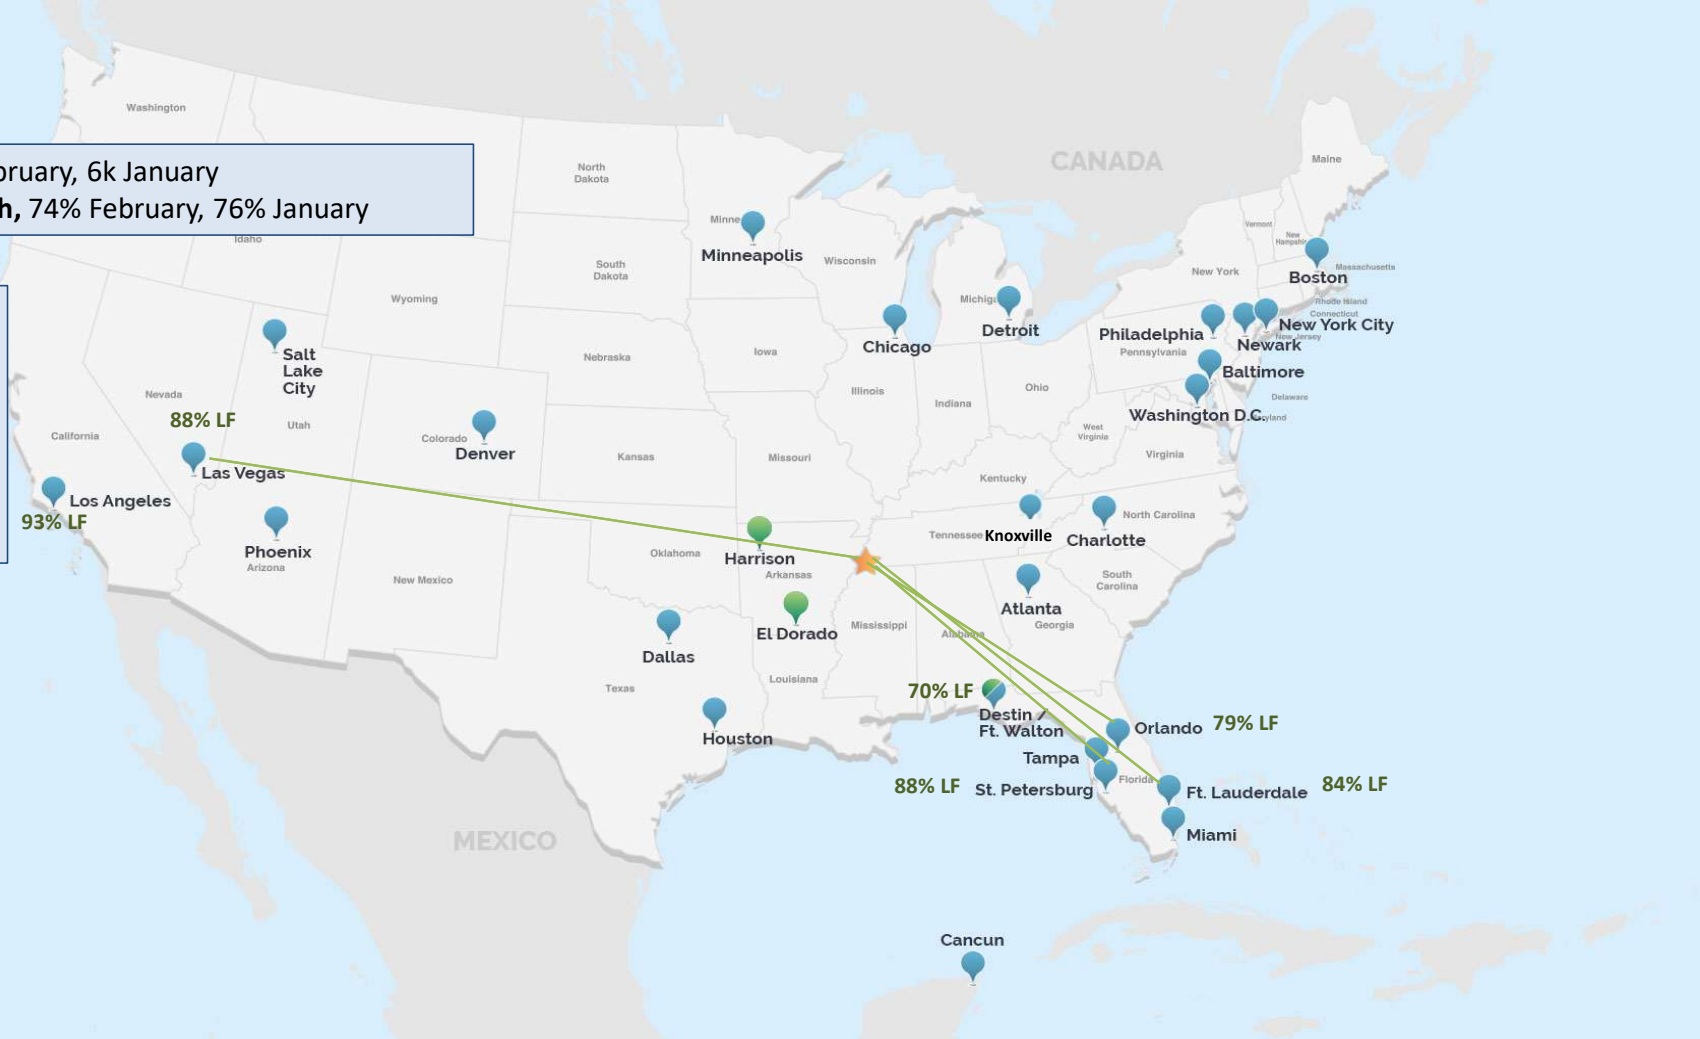 Washington
CANADA
Maine
bruary, 6k January
h, 74% February, 76% January
North
Dakota
Minne
Minneapolis
Vermont
New
Hampshire
Idaho
Wisconsin
South
Dakota
New York
Massachusetts
Boston
Wyoming
Michiga
Detroit
Rhode Island
Connecticut
Philadelphia
New York City
New Jersey
Newark
Chicago
Pennsylvania
Salt
Lake
City
Nebraska
Iowa
Baltimore
Nevada
Illinois
Indiana
Ohio
Delaware
88% LF
Utah
Washington D.C.
aryland
California
Colorado
Denver
West
Virginia
Virginia
Kansas
Missouri
Las Vegas
Kentucky
Los Angeles
93% LF
North Carolina
Tennessee
Knoxville
Charlotte
Phoenix
Arizona
Oklahoma
Harrison
Arkansas
New Mexico
South
Carolina
Atlanta
Georgia
Mississippi
Alabama
El Dorado
Dallas
Texas
Louisiana
70% LF
Destin /
Ft. Walton
Orlando
79% LF
Houston
Tampa
Florida
88% LF
St. Petersburg
Ft. Lauderdale
84% LF
Miami
MEXICO
Cancun